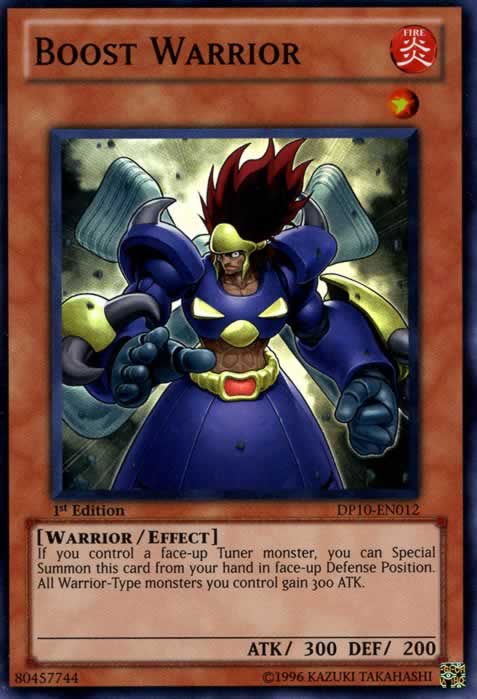 BOOST WARRIOR
FIRE
炎
1st Edition
DP10-EN012
[WARRIOR / EFFECT]
If you control a face-up Tuner monster, you can Special
Summon this card from your hand in face-up Defense Position.
All Warrior-Type monsters you control gain 300 ATK.
ATK/ 300 DEF/ 200
80457744
©1996 KAZUKI TAKAHASHI